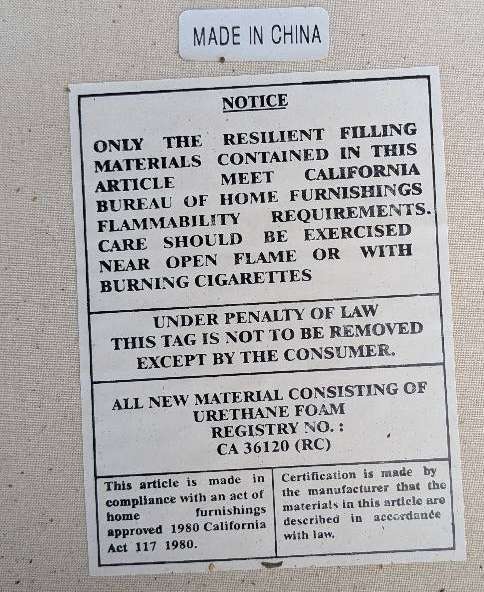 MADE IN CHINA
NOTICE
ONLY THE RESILIENT FILLING
MATERIALS CONTAINED IN THIS
ARTICLE MEET CALIFORNIA
BUREAU OF HOME FURNISHINGS
FLAMMABILITY REQUIREMENTS.
CARE SHOULD BE EXERCISED
NEAR OPEN FLAME OR WITH
BURNING CIGARETTES
UNDER PENALTY OF LAW
THIS TAG IS NOT TO BE REMOVED
EXCEPT BY THE CONSUMER.
ALL NEW MATERIAL CONSISTING OF
URETHANE FOAM
REGISTRY NO. :
CA 36120 (RC)
This article is made in
compliance with an act of
home furnishings
approved 1980 California
Act 117 1980.
Certification is made by
the manufacturer that the
materials in this article are
described in accordance
with law.